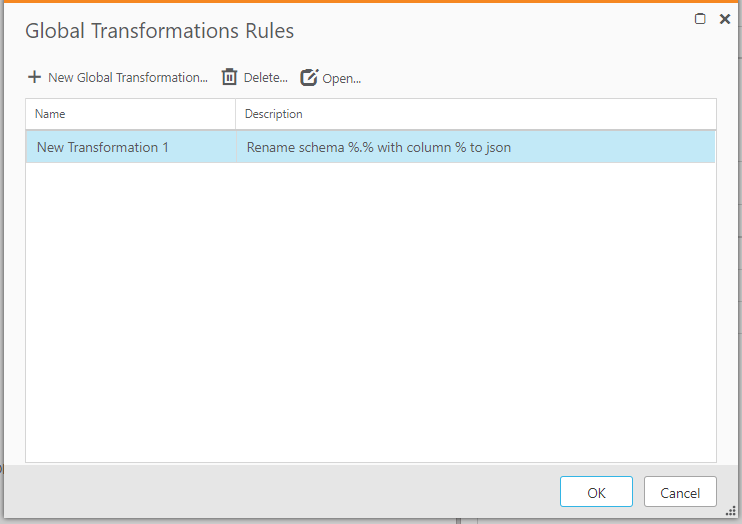 Global Transformations Rules
New Global Transformation... Delete... Open...
Name Description
New Transformation 1 Rename schema %.% with column % to json
OK Cancel